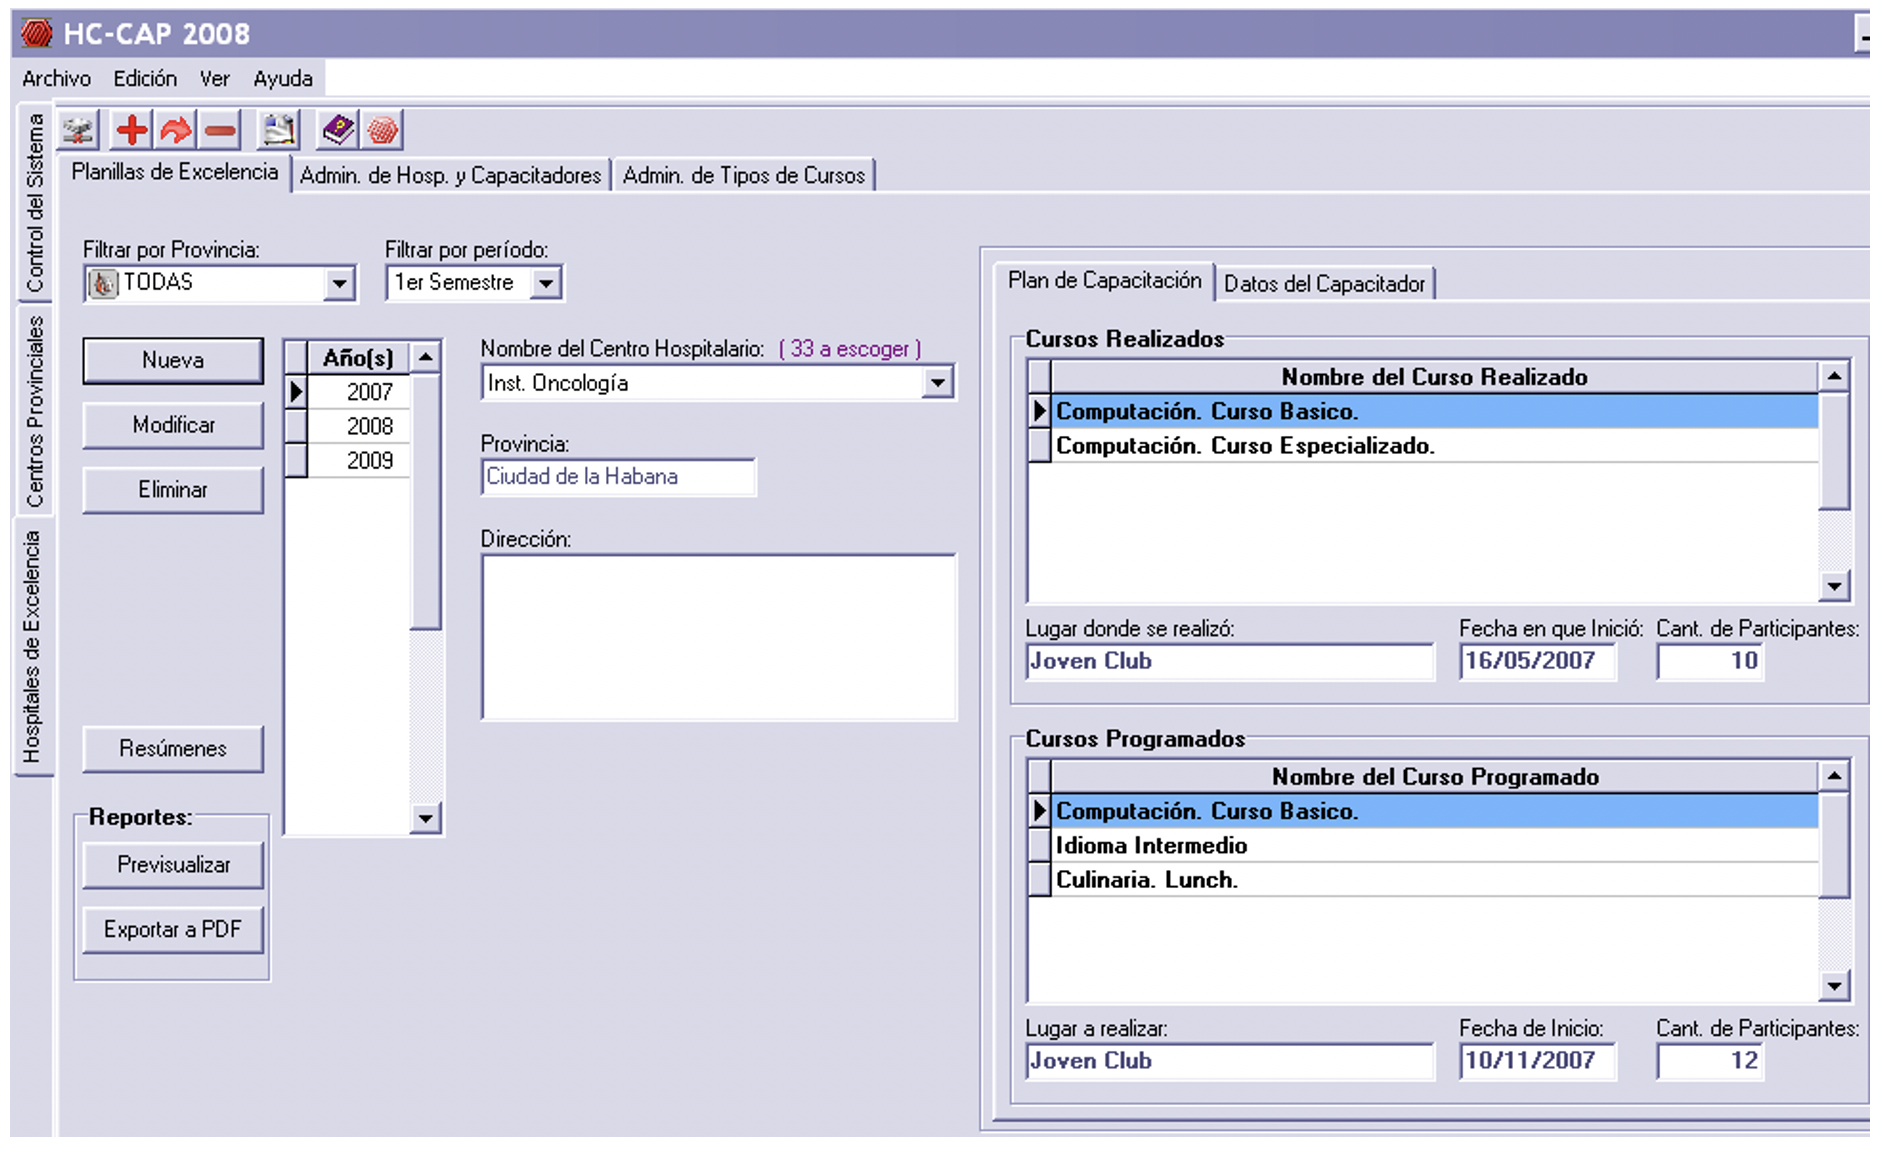 HC-CAP 2008
Archivo Edición Ver Ayuda
Control del Sistema
Centros Provinciales
Hospitales de Excelencia
Planillas de Excelencia Admin. de Hosp. y Capacitadores Admin. de Tipos de Cursos
Filtrar por Provincia: Filtrar por período:
TODAS 1er Semestre
Nueva
Modificar
Eliminar
Resúmenes
Reportes:
Previsualizar
Exportar a PDF
Año(s)
2007
2008
2009
Nombre del Centro Hospitalario: ( 33 a escoger )
Inst. Oncología
Provincia:
Ciudad de la Habana
Dirección:
Plan de Capacitación Datos del Capacitador
Cursos Realizados
Nombre del Curso Realizado
Computación. Curso Basico.
Computación. Curso Especializado.
Lugar donde se realizó: Fecha en que Inició: Cant. de Participantes:
Joven Club 16/05/2007 10
Cursos Programados
Nombre del Curso Programado
Computación. Curso Basico.
Idioma Intermedio
Culinaria. Lunch.
Lugar a realizar: Fecha de Inicio: Cant. de Participantes:
Joven Club 10/11/2007 12